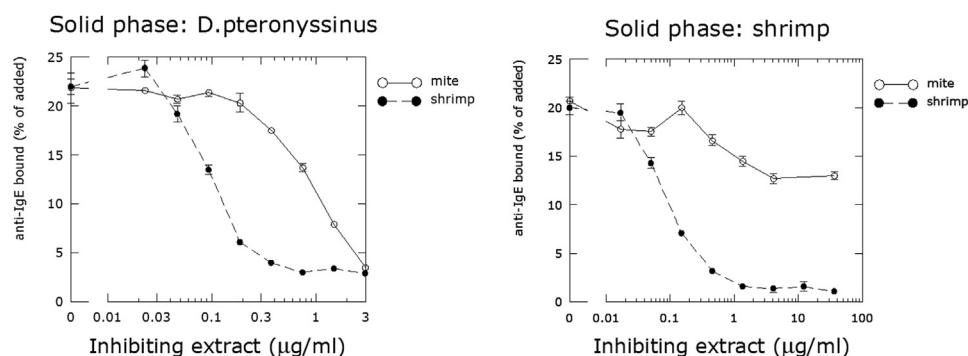 Solid phase: D.pteronyssinus
25
20
15
10
5
0
anti-IgE bound (% of added)
0
0.03
0.1
0.3
1
3
Inhibiting extract (μg/ml)
mite
shrimp
Solid phase: shrimp
25
20
15
10
5
0
anti-IgE bound (% of added)
0
0.01
0.1
1
10
100
Inhibiting extract (μg/ml)
mite
shrimp